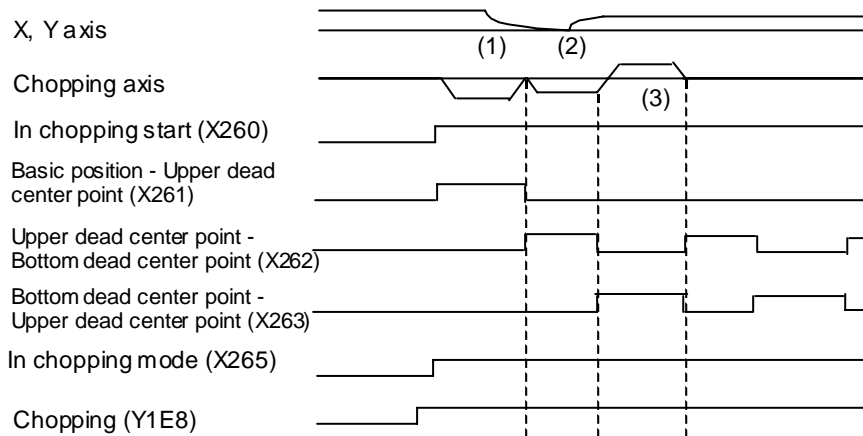 X, Y axis
(1)
(2)
Chopping axis
(3)
In chopping start (X260)
Basic position - Upper dead
center point (X261)
Upper dead center point -
Bottom dead center point (X262)
Bottom dead center point -
Upper dead center point (X263)
In chopping mode (X265)
Chopping (Y1E8)